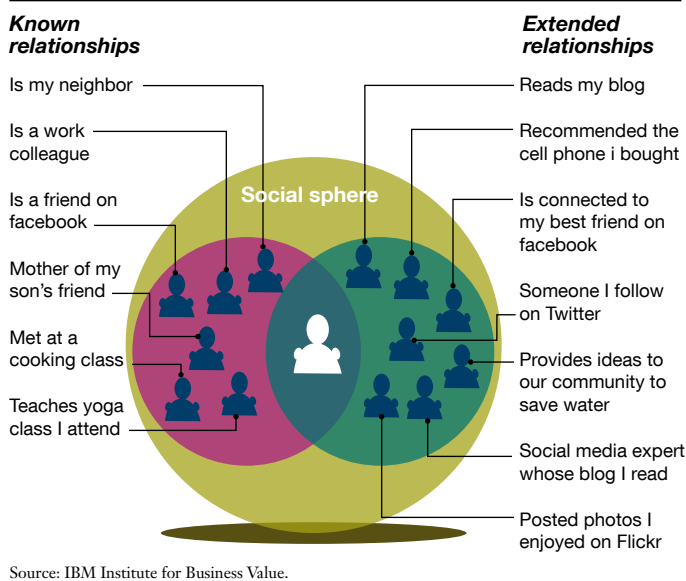 Known
relationships
Is my neighbor
Is a work
colleague
Is a friend on
facebook
Mother of my
son's friend
Met at a
cooking class
Teaches yoga
class I attend
Social sphere
Extended
relationships
Reads my blog
Recommended the
cell phone i bought
Is connected to
my best friend on
facebook
Someone I follow
on Twitter
Provides ideas to
our community to
save water
Social media expert
whose blog I read
Posted photos I
enjoyed on Flickr
Source: IBM Institute for Business Value.